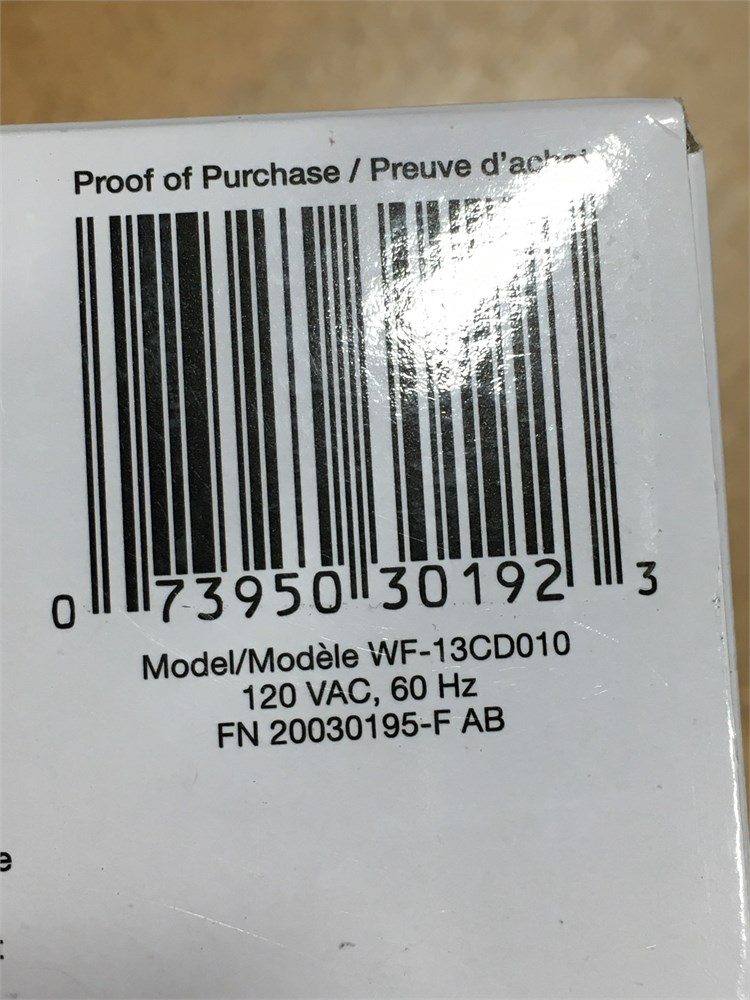 Proof of Purchase / Preuve d'achat
0 73950 30192 3
Model/Modèle WF-13CD010
120 VAC, 60 Hz
FN 20030195-F AB
e
: